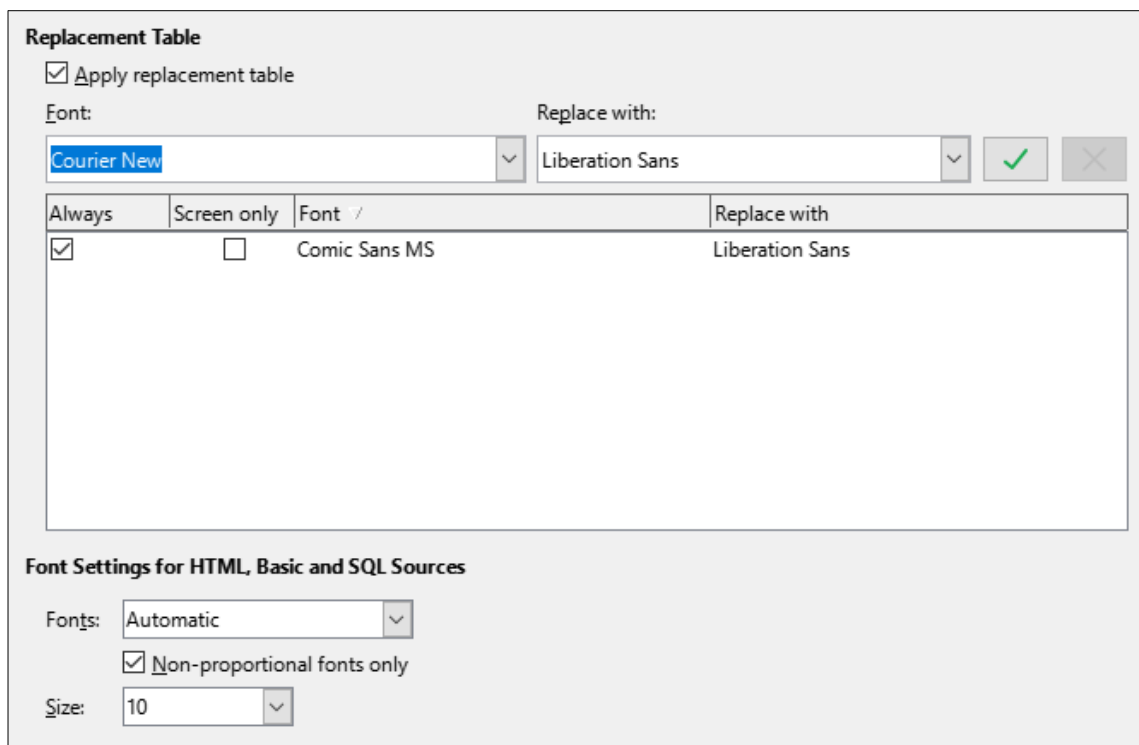 Replacement Table
Apply replacement table
Font: Replace with:
Courier New Liberation Sans
Always Screen only Font Replace with
Comic Sans MS Liberation Sans
Font Settings for HTML, Basic and SQL Sources
Fonts: Automatic
Non-proportional fonts only
Size: 10